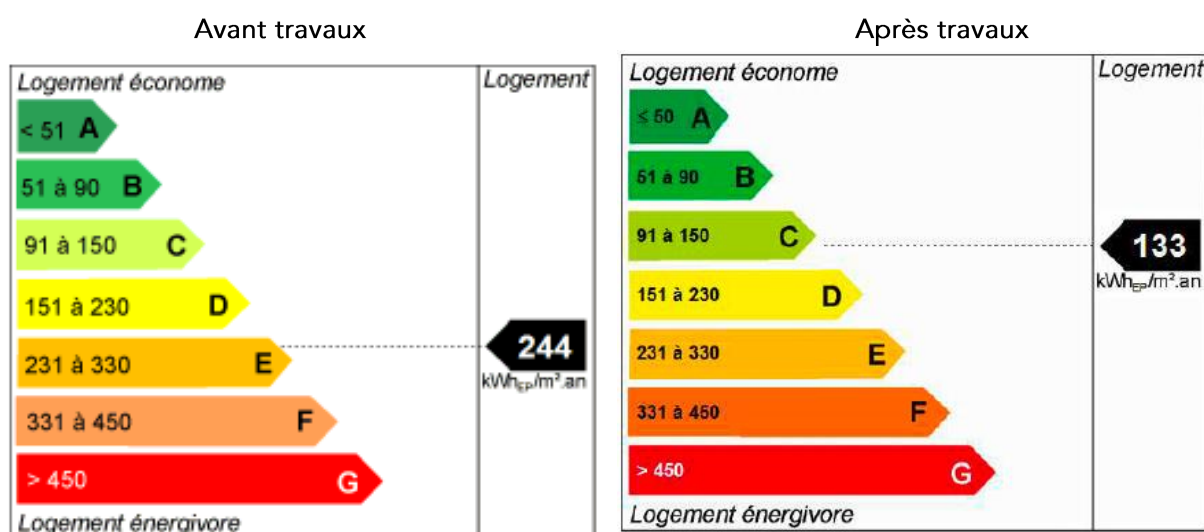 Avant travaux
Logement économe
Logement
< 51 A
51 à 90 B
91 à 150 C
151 à 230 D
231 à 330 E
244
kWhEP/m².an
331 à 450 F
> 450 G
Logement énergivore
Après travaux
Logement économe
Logement
≤ 50 A
51 à 90 B
91 à 150 C
133
kWhEP/m².an
151 à 230 D
231 à 330 E
331 à 450 F
> 450 G
Logement énergivore